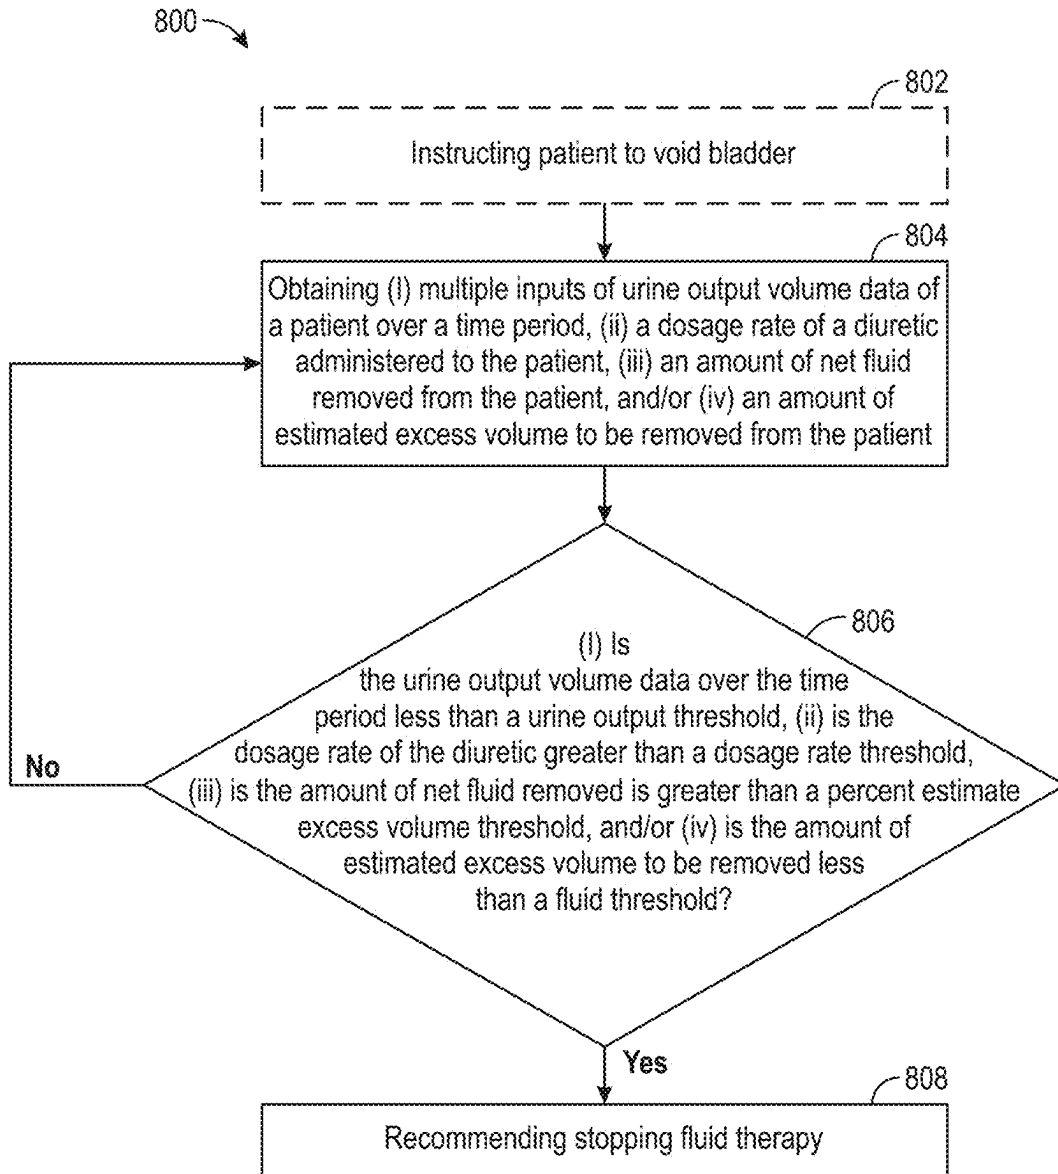 800
802
Instructing patient to void bladder
804
Obtaining (I) multiple inputs of urine output volume data of
a patient over a time period, (ii) a dosage rate of a diuretic
administered to the patient, (iii) an amount of net fluid
removed from the patient, and/or (iv) an amount of
estimated excess volume to be removed from the patient
806
(I) Is
the urine output volume data over the time
period less than a urine output threshold, (ii) is the
dosage rate of the diuretic greater than a dosage rate threshold,
(iii) is the amount of net fluid removed is greater than a percent estimate
excess volume threshold, and/or (iv) is the amount of
estimated excess volume to be removed less
than a fluid threshold?
No
Yes
808
Recommending stopping fluid therapy